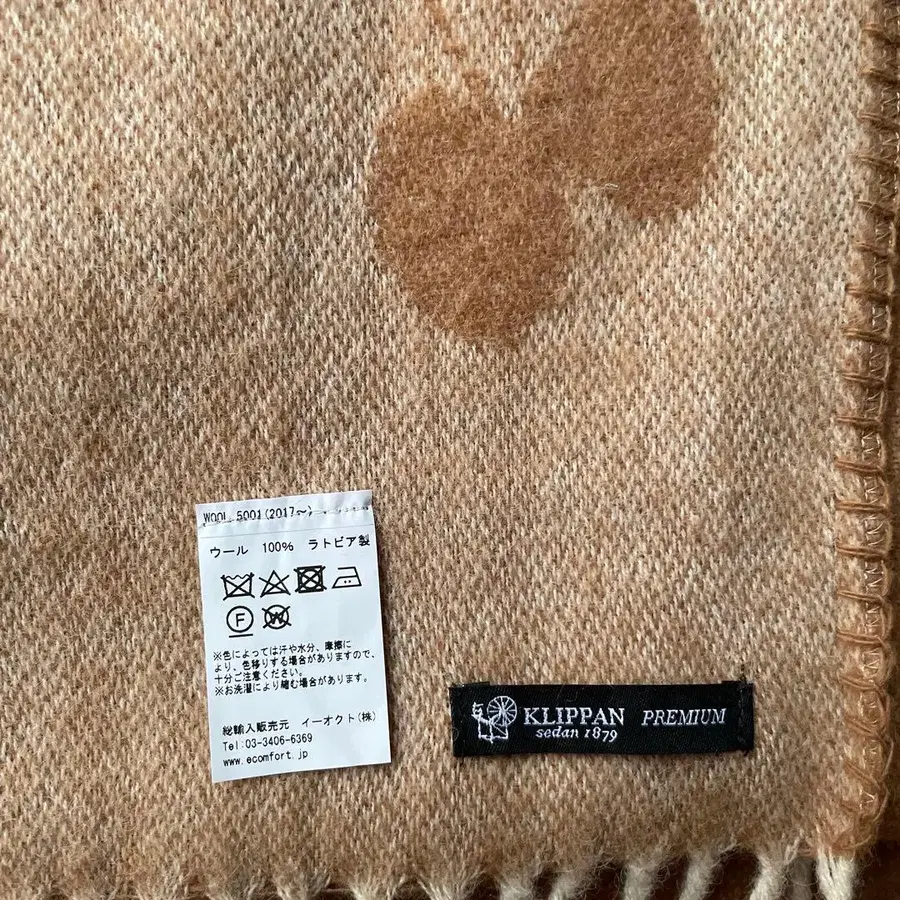 WOOL 5001(2017〜)
ウール 100% ラトビア製
F
W
※色によっては汗や水分、摩擦に
より、色移りする場合がありますので、
十分ご注意ください。
※お洗濯により縮む場合があります。
総輸入販売元 イーオクト(株)
Tel:03-3406-6369
www.ecomfort.jp
KLIPPAN PREMIUM
sedan 1879